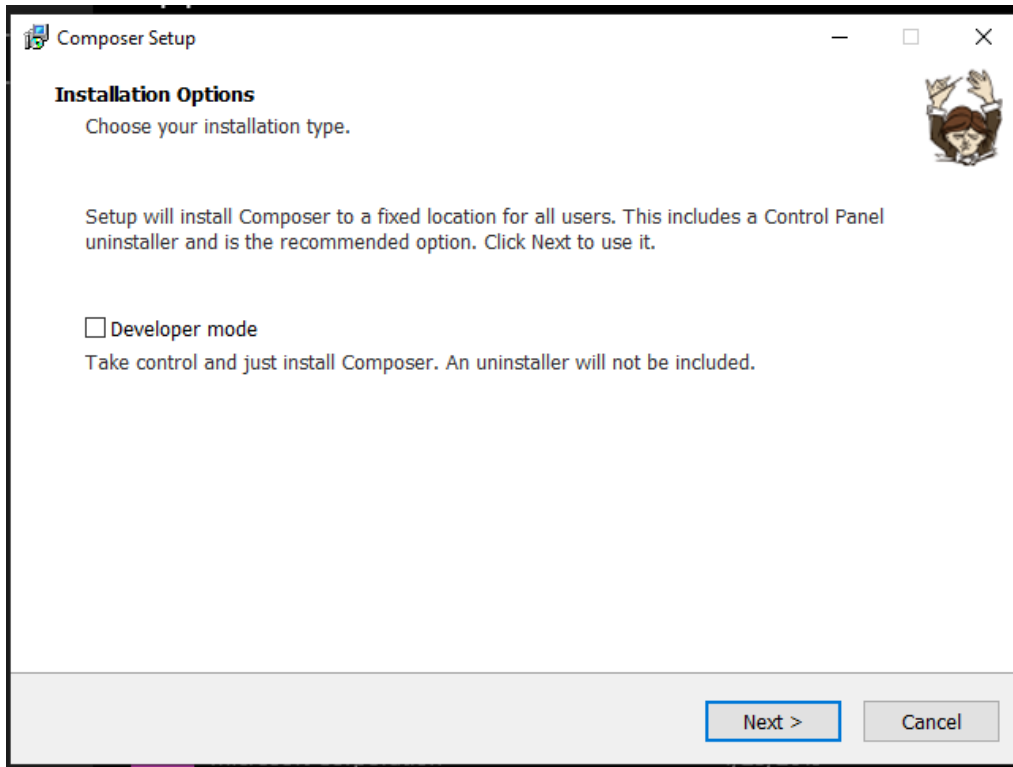 Composer Setup
Installation Options
Choose your installation type.
Setup will install Composer to a fixed location for all users. This includes a Control Panel
uninstaller and is the recommended option. Click Next to use it.
Developer mode
Take control and just install Composer. An uninstaller will not be included.
Next >
Cancel